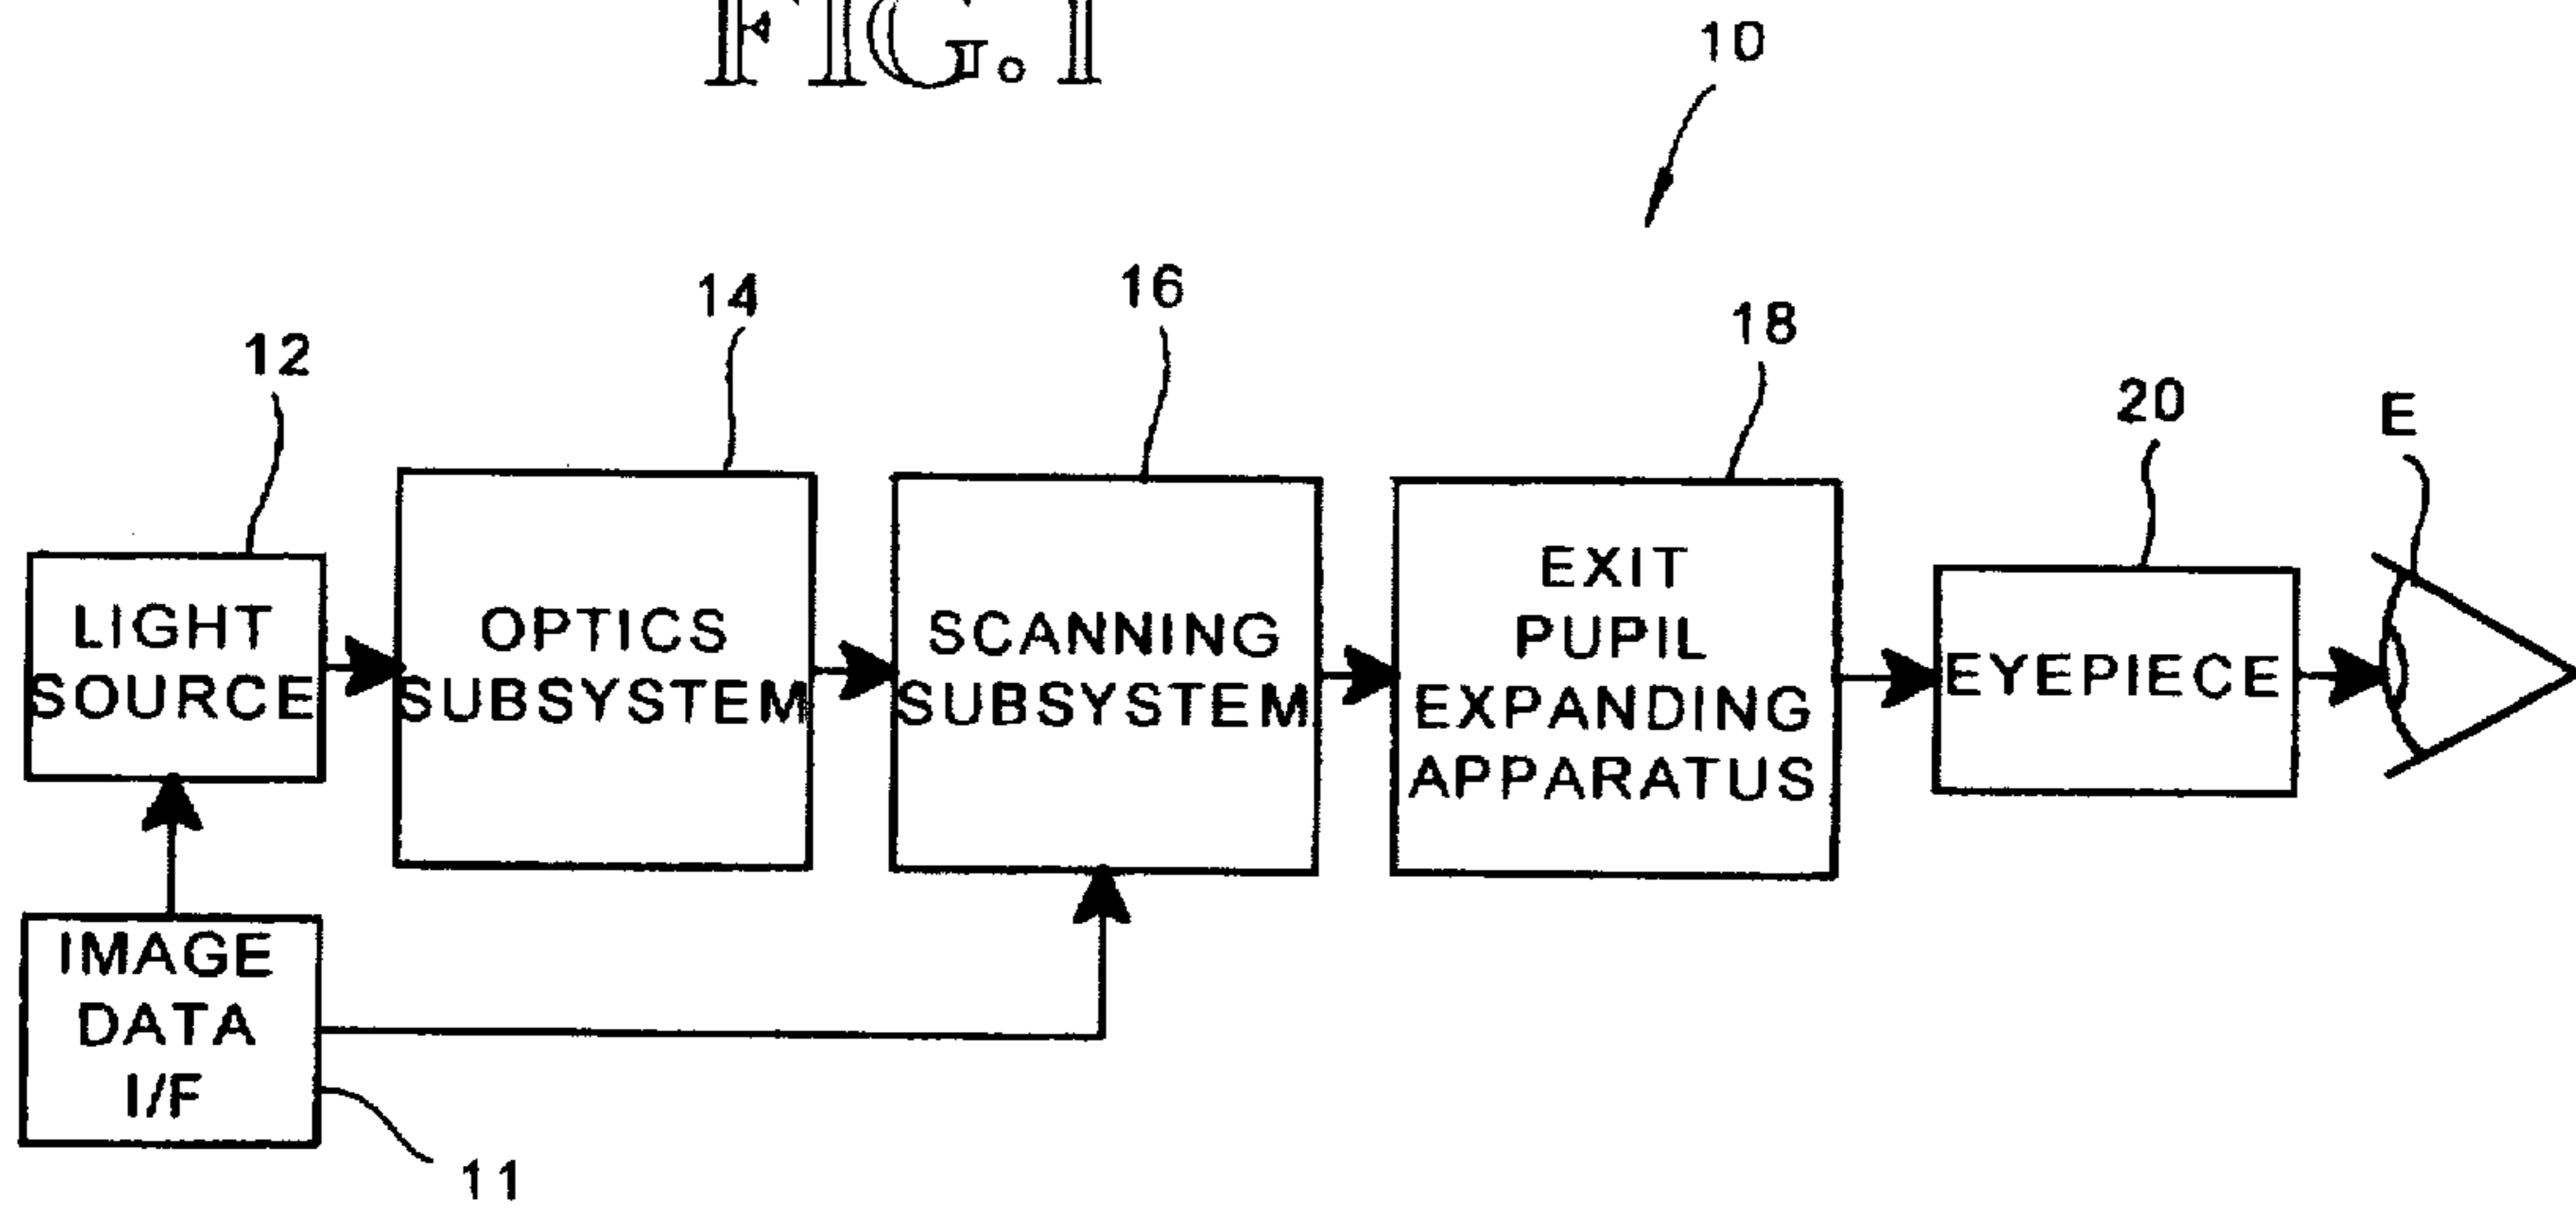 FIG. 1
10
14
16
12
18
20
E
LIGHT
SOURCE
OPTICS
SUBSYSTEM
SCANNING
SUBSYSTEM
EXIT
PUPIL
EXPANDING
APPARATUS
EYEPIECE
IMAGE
DATA
I/F
11